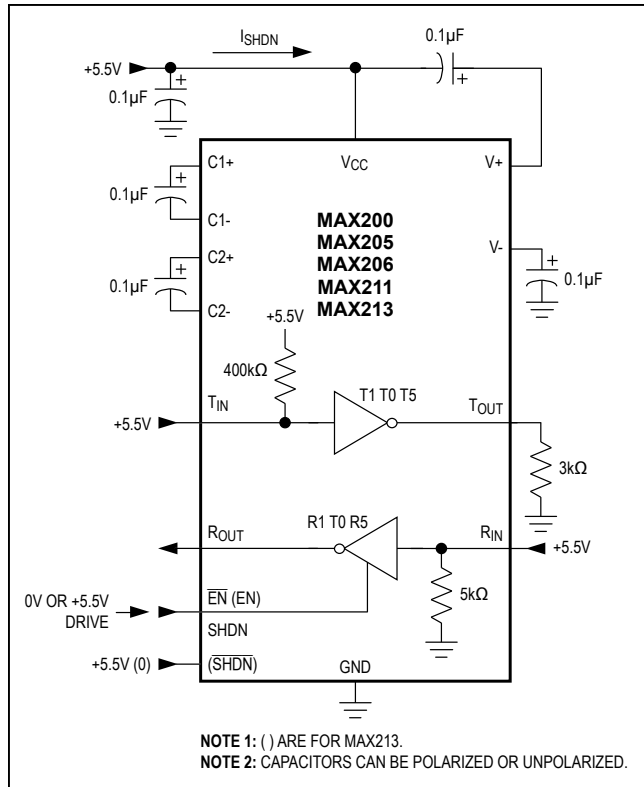 I_SHDN
0.1µF
+5.5V
0.1µF
C1+
VCC
V+
0.1µF
C1-
MAX200
MAX205
MAX206
MAX211
MAX213
C2+
V-
0.1µF
0.1µF
C2-
+5.5V
400kΩ
T1 T0 T5
TIN
TOUT
+5.5V
3kΩ
R1 T0 R5
ROUT
RIN
+5.5V
0V OR +5.5V
DRIVE
EN (EN)
5kΩ
SHDN
+5.5V (0)
(SHDN)
GND
NOTE 1: ( ) ARE FOR MAX213.
NOTE 2: CAPACITORS CAN BE POLARIZED OR UNPOLARIZED.